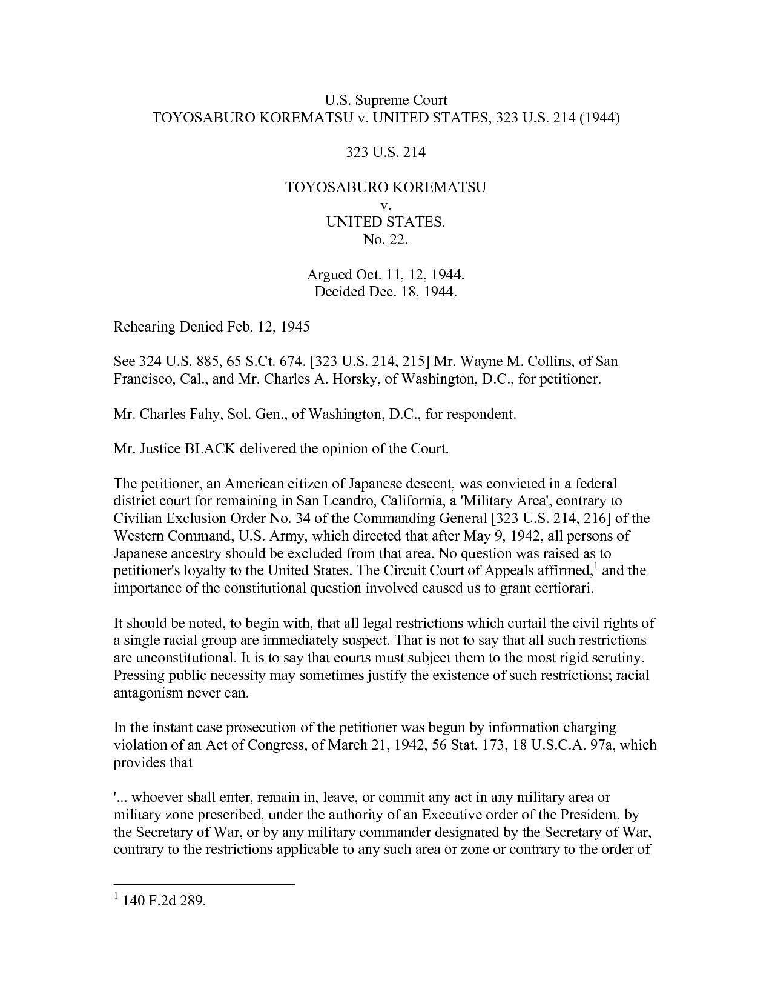 U.S. Supreme Court
TOYOSABURO KOREMATSU v. UNITED STATES, 323 U.S. 214 (1944)
323 U.S. 214
TOYOSABURO KOREMATSU
v.
UNITED STATES.
No. 22.
Argued Oct. 11, 12, 1944.
Decided Dec. 18, 1944.
Rehearing Denied Feb. 12, 1945
See 324 U.S. 885, 65 S.Ct. 674. [323 U.S. 214, 215] Mr. Wayne M. Collins, of San
Francisco, Cal., and Mr. Charles A. Horsky, of Washington, D.C., for petitioner.
Mr. Charles Fahy, Sol. Gen., of Washington, D.C., for respondent.
Mr. Justice BLACK delivered the opinion of the Court.
The petitioner, an American citizen of Japanese descent, was convicted in a federal
district court for remaining in San Leandro, California, a 'Military Area', contrary to
Civilian Exclusion Order No. 34 of the Commanding General [323 U.S. 214, 216] of the
Western Command, U.S. Army, which directed that after May 9, 1942, all persons of
Japanese ancestry should be excluded from that area. No question was raised as to
petitioner's loyalty to the United States. The Circuit Court of Appeals affirmed,1 and the
importance of the constitutional question involved caused us to grant certiorari.
It should be noted, to begin with, that all legal restrictions which curtail the civil rights of
a single racial group are immediately suspect. That is not to say that all such restrictions
are unconstitutional. It is to say that courts must subject them to the most rigid scrutiny.
Pressing public necessity may sometimes justify the existence of such restrictions; racial
antagonism never can.
In the instant case prosecution of the petitioner was begun by information charging
violation of an Act of Congress, of March 21, 1942, 56 Stat. 173, 18 U.S.C.A. 97a, which
provides that
'... whoever shall enter, remain in, leave, or commit any act in any military area or
military zone prescribed, under the authority of an Executive order of the President, by
the Secretary of War, or by any military commander designated by the Secretary of War,
contrary to the restrictions applicable to any such area or zone or contrary to the order of
1 140 F.2d 289.